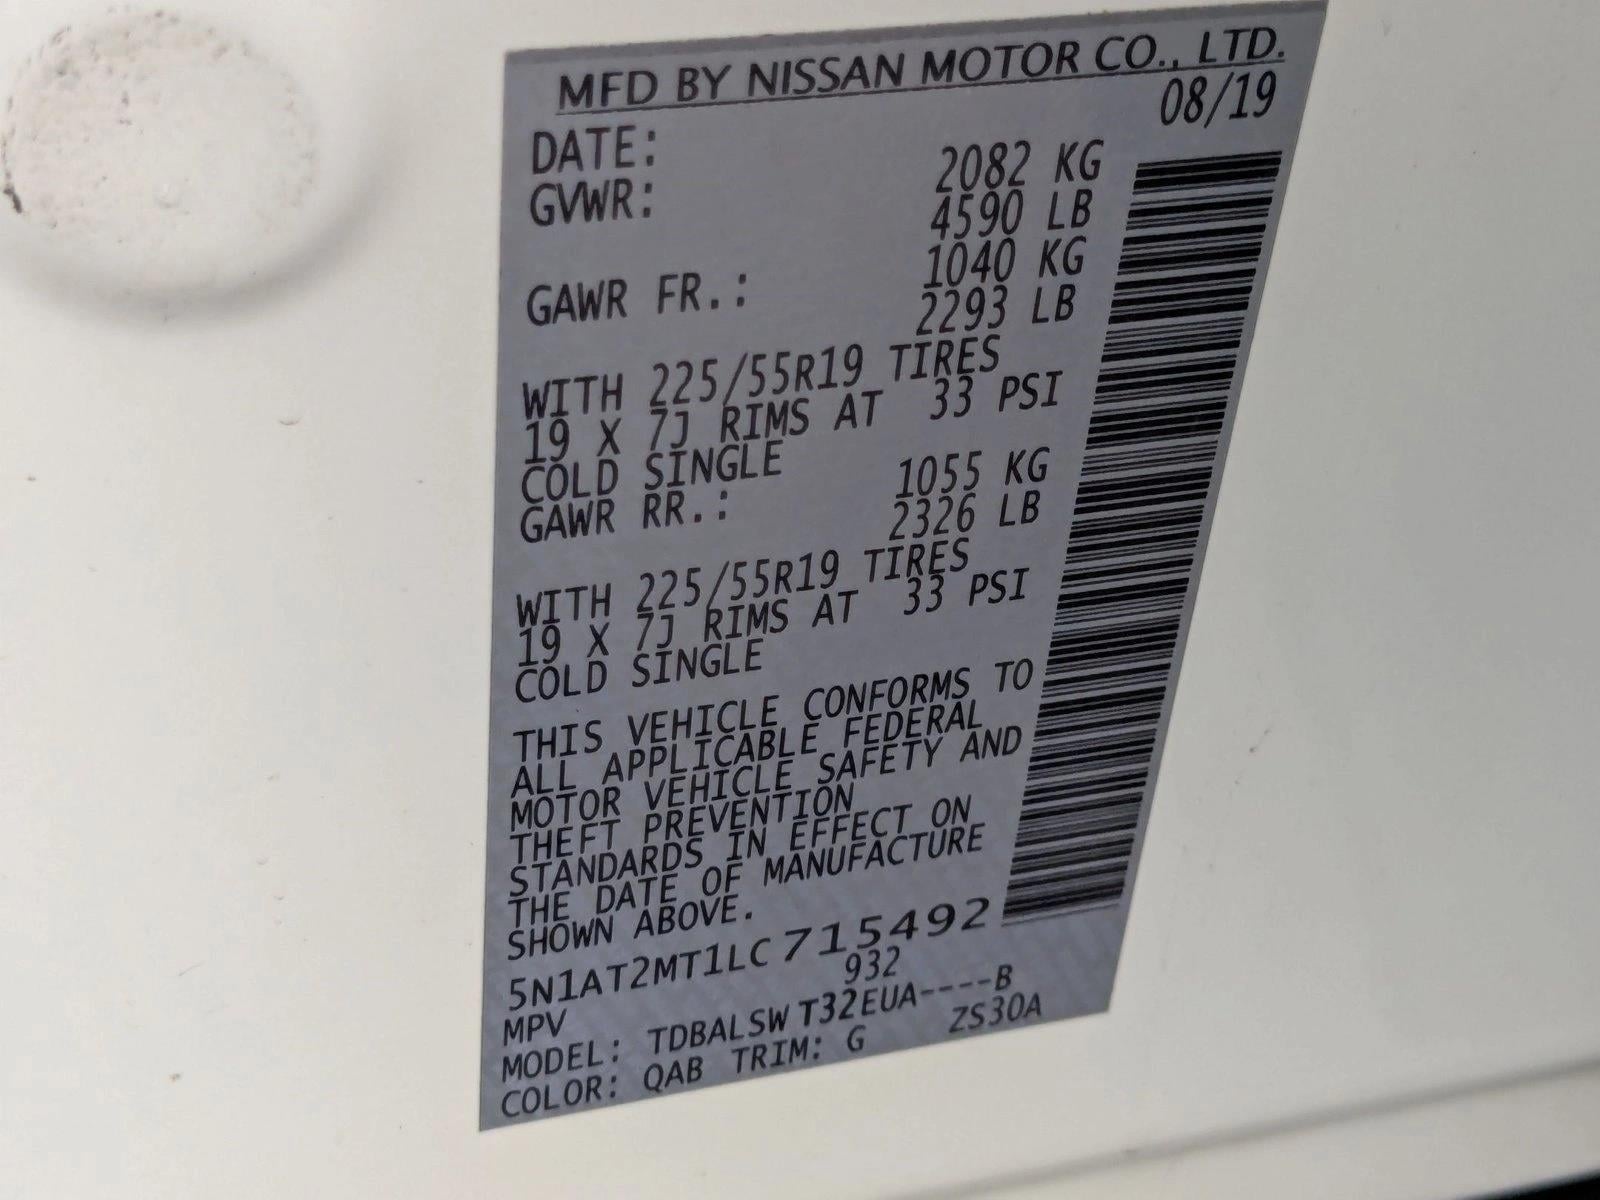 MFD BY NISSAN MOTOR CO., LTD.
DATE: 08/19
GVWR: 2082 KG
4590 LB
GAWR FR.: 1040 KG
2293 LB
WITH 225/55R19 TIRES
19 X 7J RIMS AT 33 PSI
COLD SINGLE
GAWR RR.: 1055 KG
2326 LB
WITH 225/55R19 TIRES
19 X 7J RIMS AT 33 PSI
COLD SINGLE
THIS VEHICLE CONFORMS TO
ALL APPLICABLE FEDERAL
MOTOR VEHICLE SAFETY AND
THEFT PREVENTION
STANDARDS IN EFFECT ON
THE DATE OF MANUFACTURE
SHOWN ABOVE.
5N1AT2MT1LC715492
MPV 932
MODEL: TDBALSWT32EUA----B
COLOR: QAB TRIM: G ZS30A